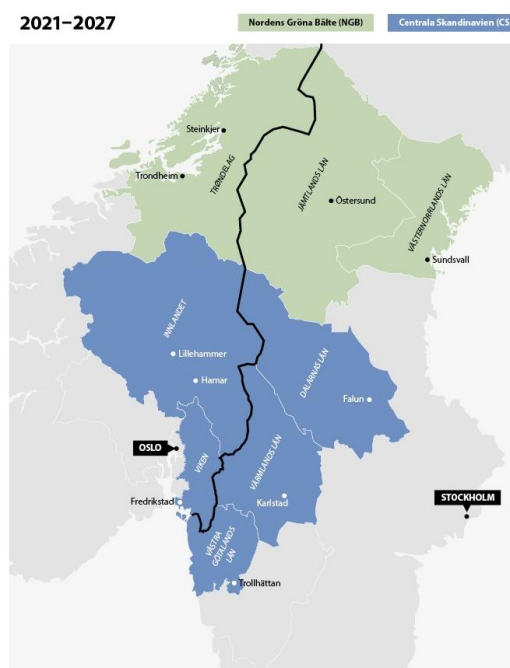 2021–2027
Nordens Gröna Bälte (NGB)
Centrala Skandinavien (CS
Steinkjer
Trondheim
TRØNDELAG
JÄMTLANDS LÄN
Östersund
VÄSTERNORRLANDS LÄN
Sundsvall
INNLANDET
Lillehammer
Hamar
DALARNAS LÄN
Falun
OSLO
VIKEN
VÄRMLANDS LÄN
Fredrikstad
Karlstad
STOCKHOLM
VÄSTRA
GÖTALANDS
LÄN
Trollhättan